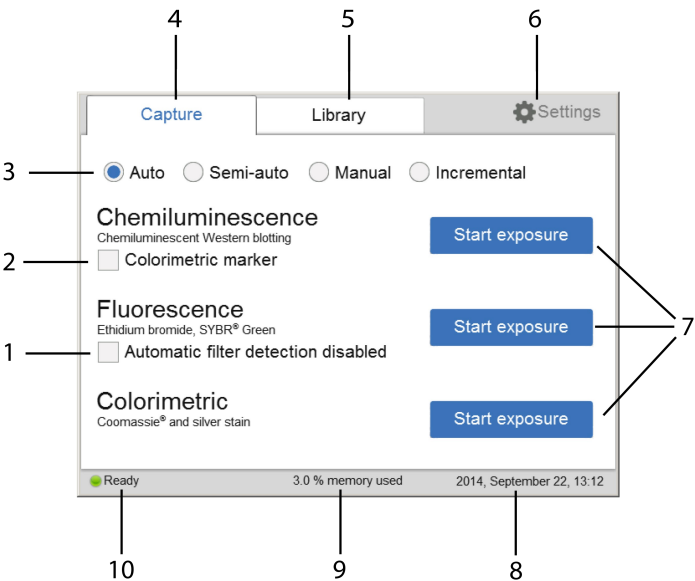 4 5 6
Capture Library Settings
3 Auto Semi-auto Manual Incremental
Chemiluminescence
Chemiluminescent Western blotting
Start exposure
2 Colorimetric marker
Fluorescence
Ethidium bromide, SYBR® Green
Start exposure 7
1 Automatic filter detection disabled
Colorimetric
Coomassie® and silver stain
Start exposure
Ready 3.0 % memory used 2014, September 22, 13:12
10 9 8